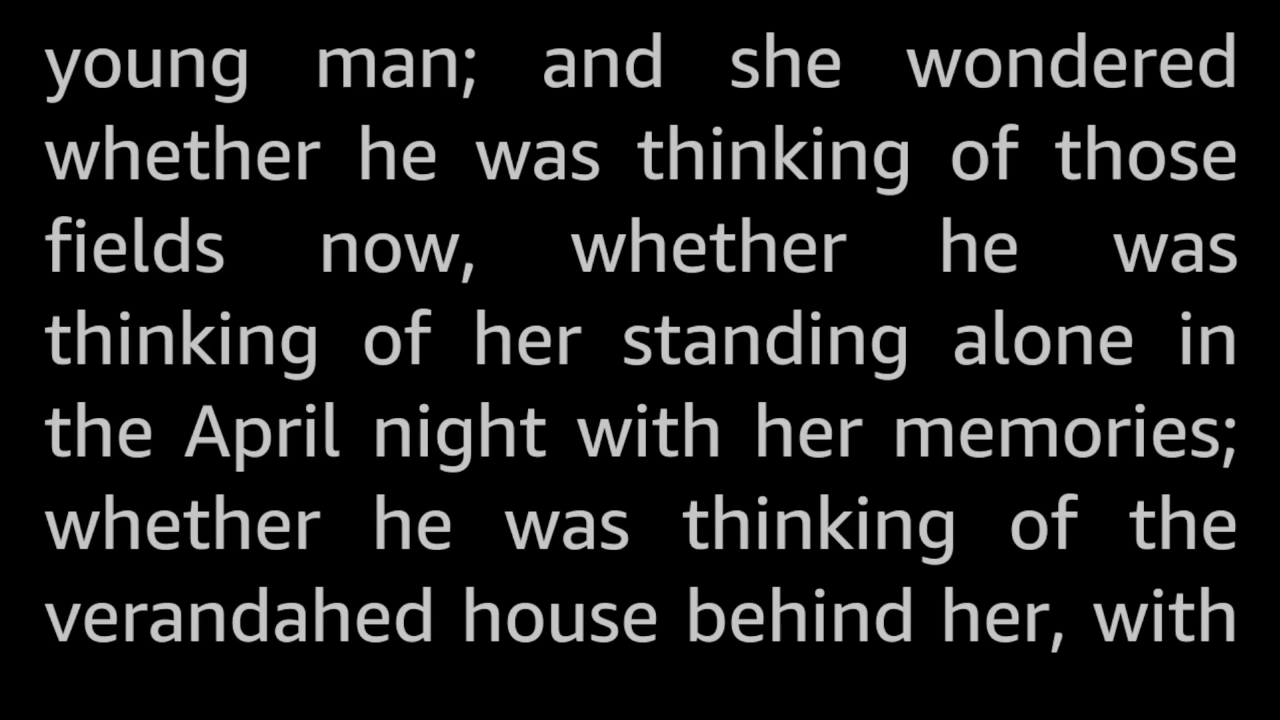 young man; and she wondered
whether he was thinking of those
fields now, whether he was
thinking of her standing alone in
the April night with her memories;
whether he was thinking of the
verandahed house behind her, with